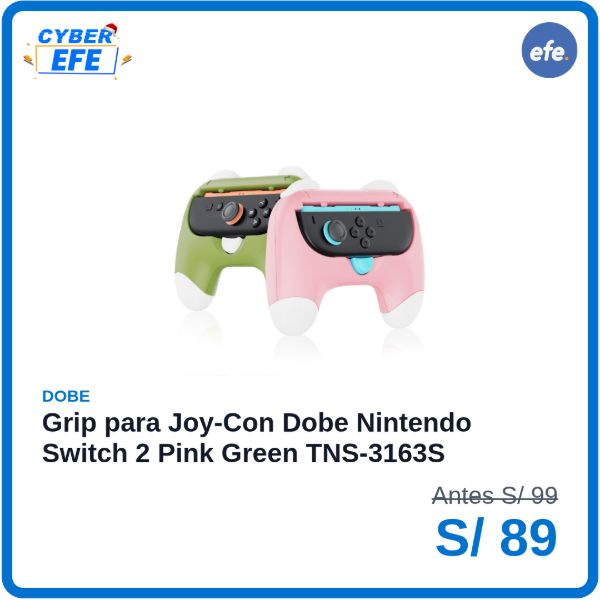 CYBER
EFE
efe.
DOBE
Grip para Joy-Con Dobe Nintendo
Switch 2 Pink Green TNS-3163S
Antes S/ 99
S/ 89